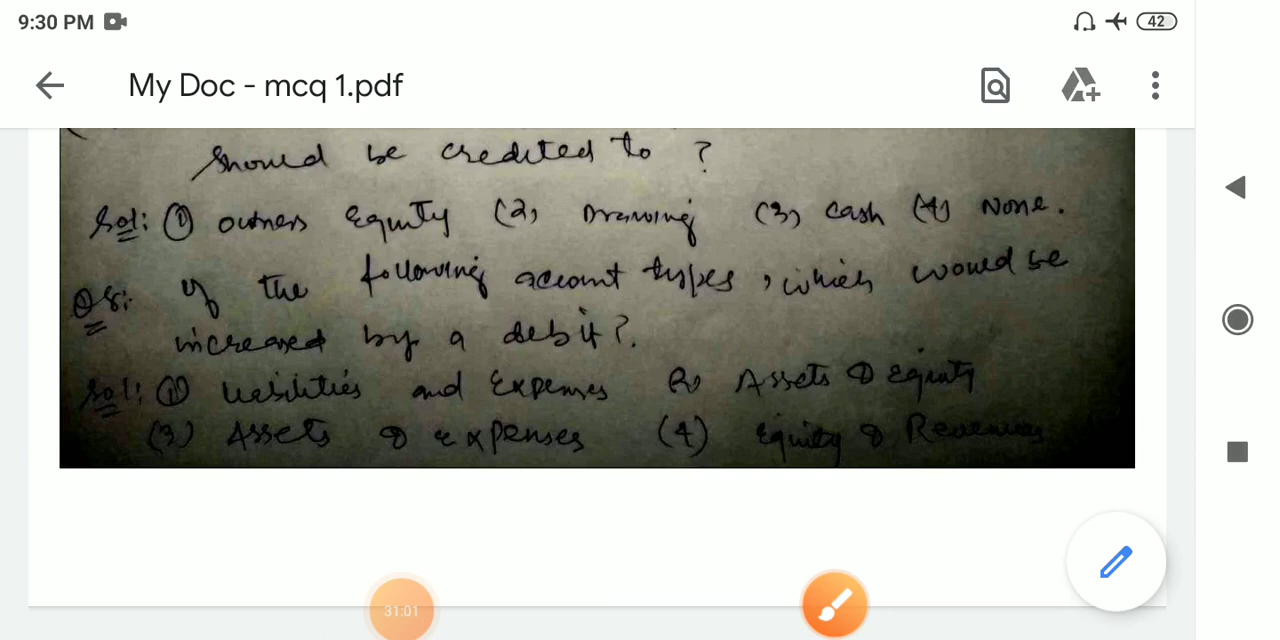 9:30 PM
42
My Doc - mcq 1.pdf
should be credited to ?
Sol: (1) owners Equity (2) Drawing (3) cash (4) None.
Q8: of the following account types, which would be
increased by a debit?.
Sol: (1) Liabilities and Expenses (2) Assets & Equity
(3) Assets & expenses (4) Equity & Revenues
31:01